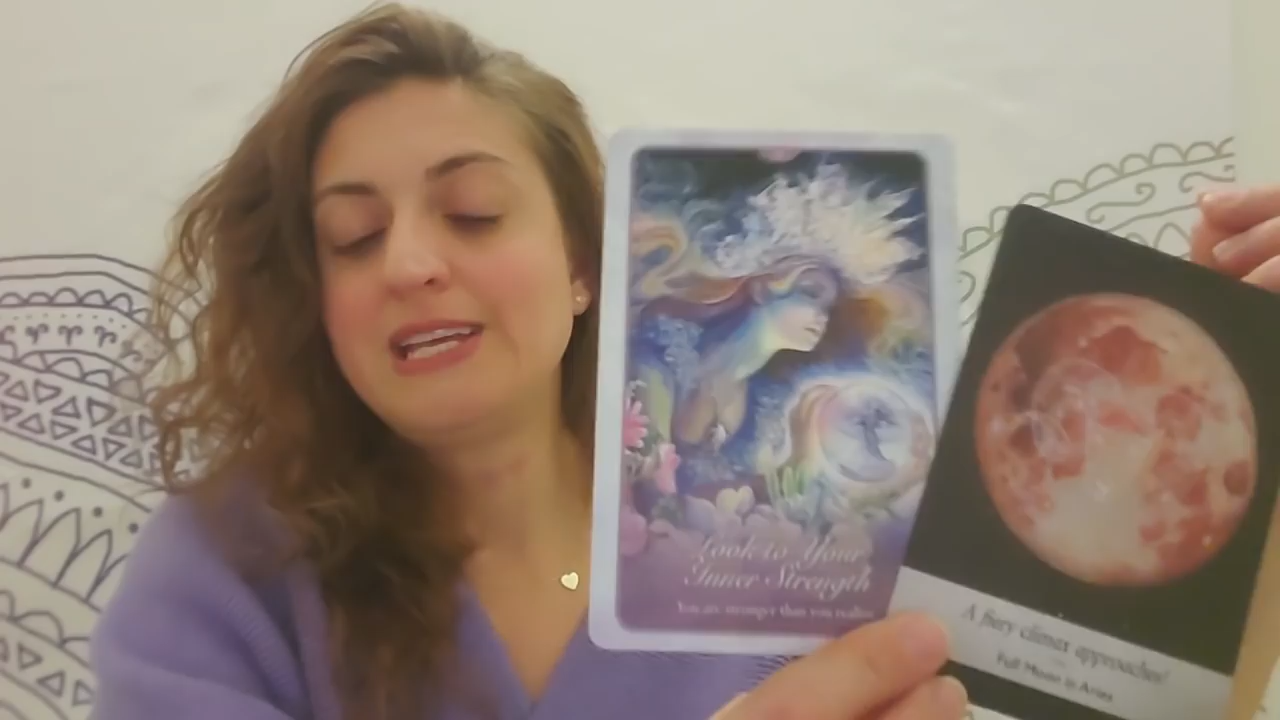 Look to Your
Inner Strength
You are stronger than you realize
A fiery climax approaches!
Full Moon in Aries